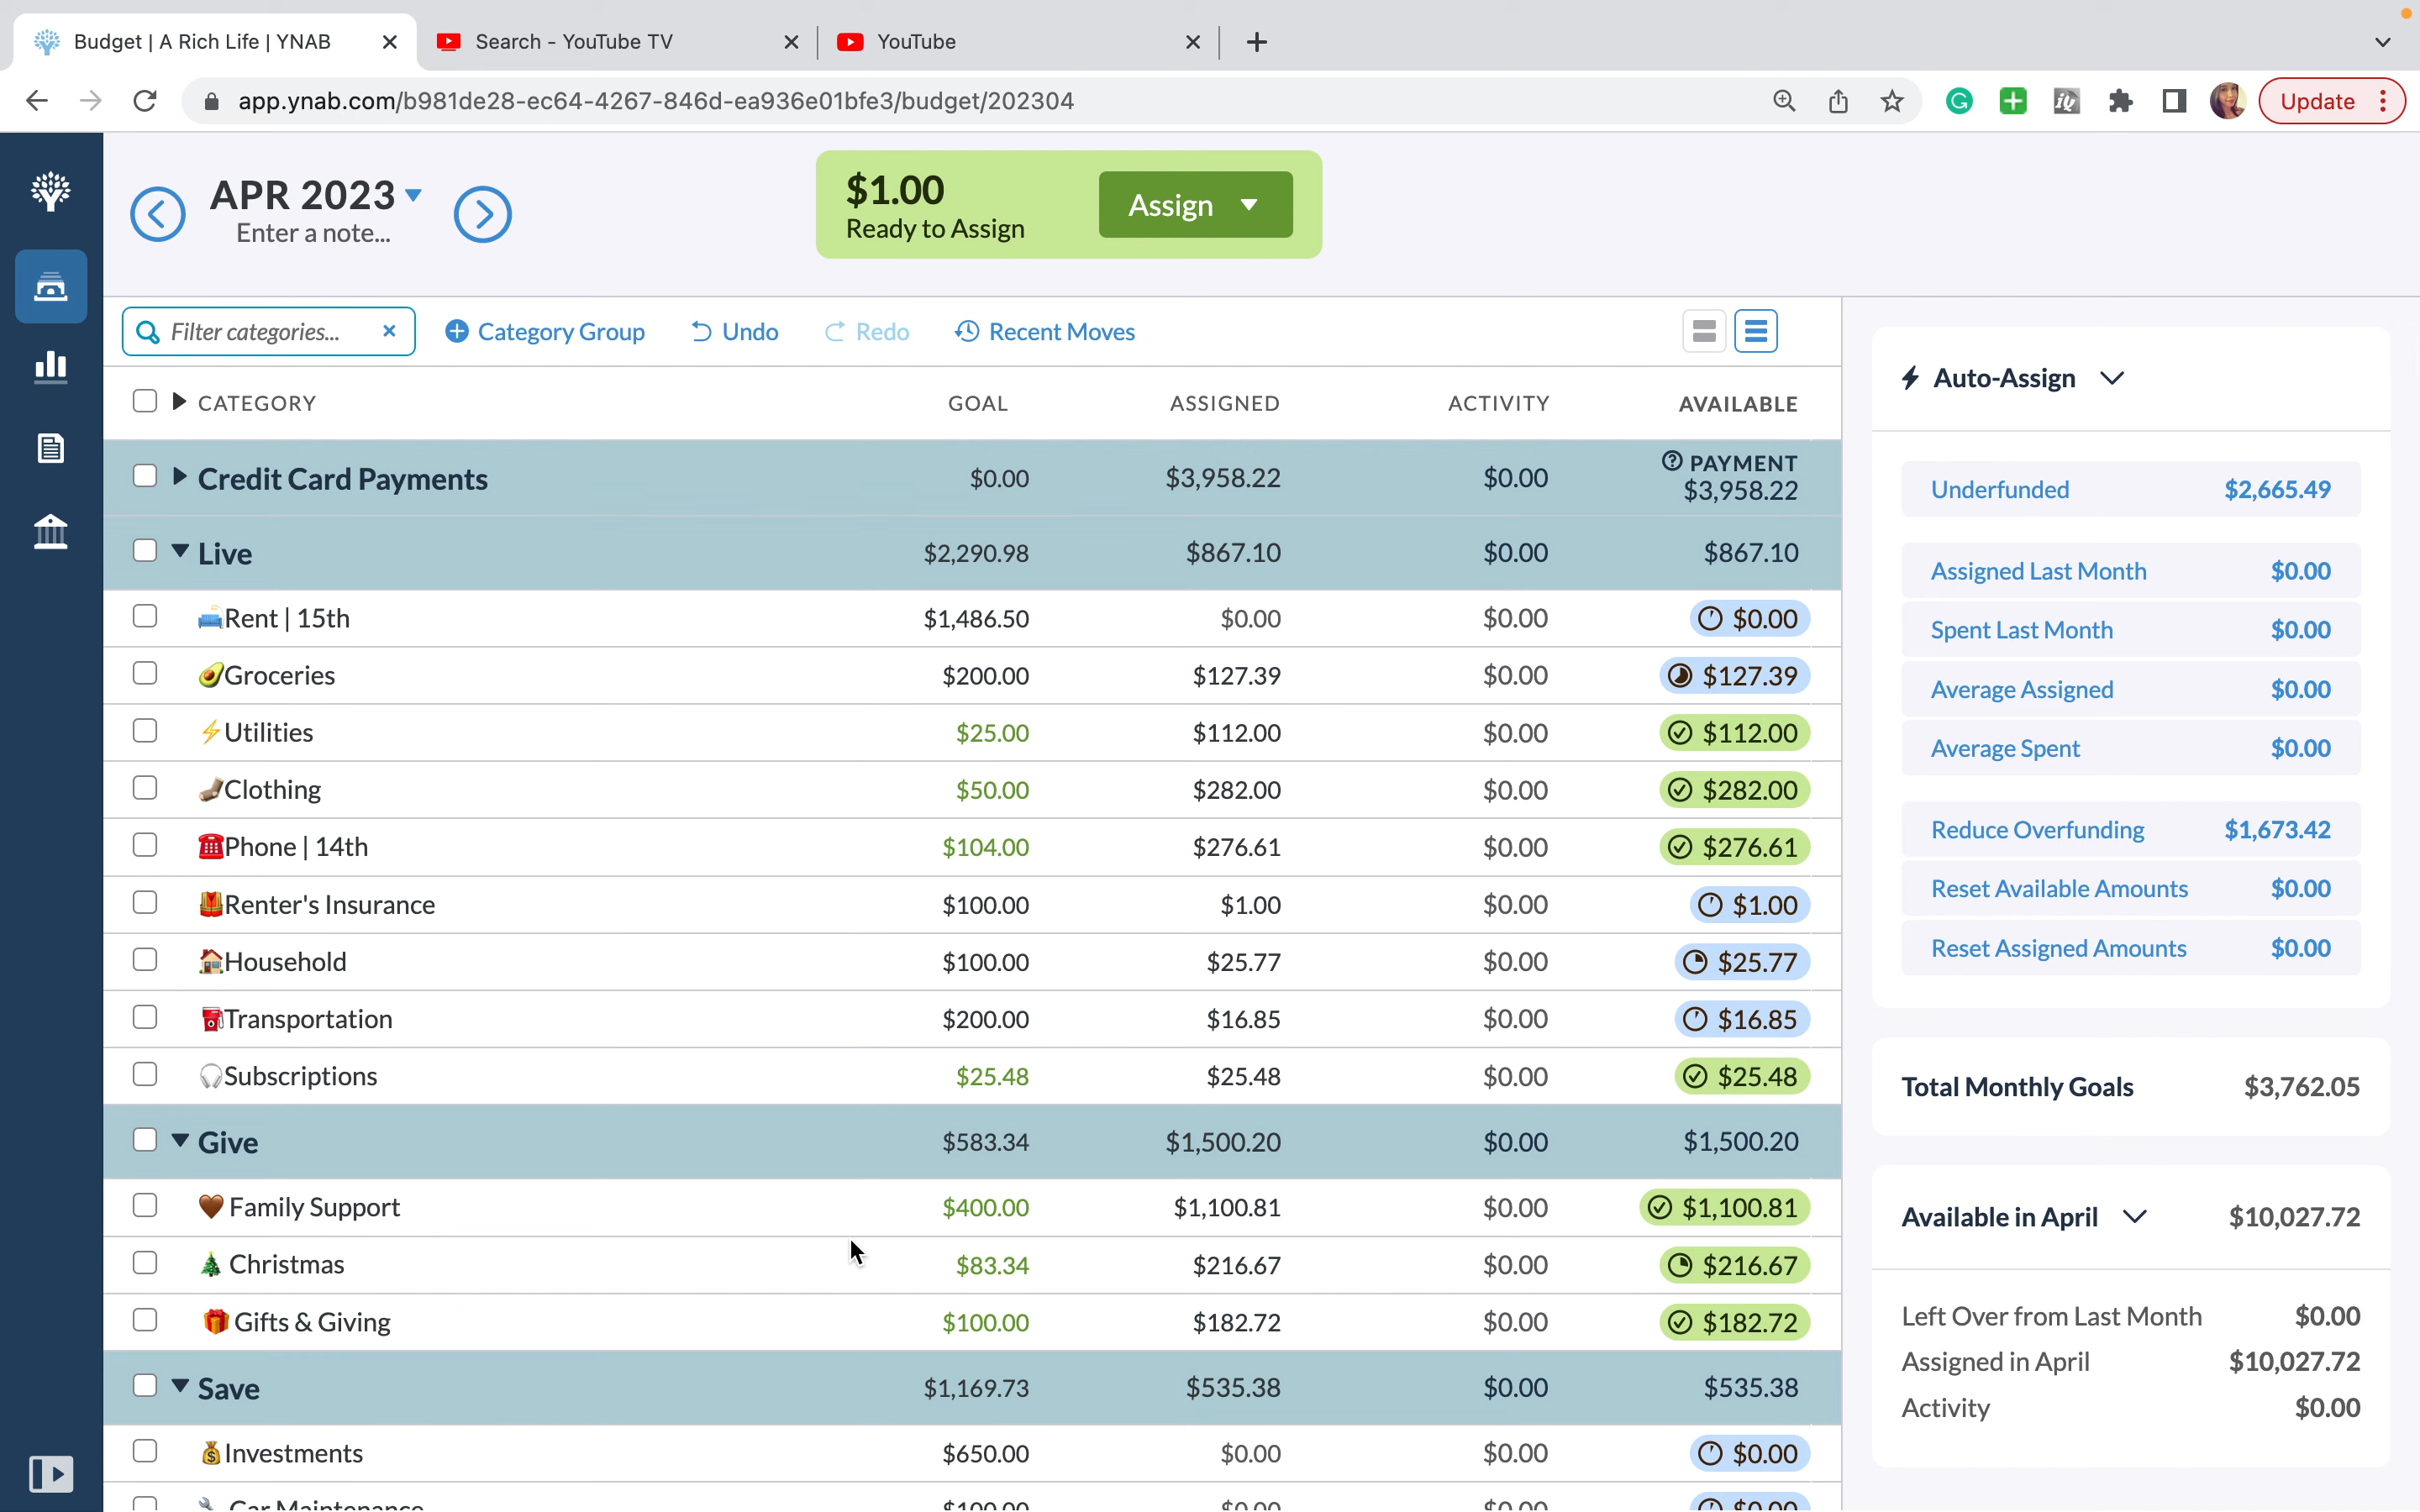 Budget | A Rich Life | YNAB
Search - YouTube TV
YouTube
app.ynab.com/b981de28-ec64-4267-846d-ea936e01bfe3/budget/202304
Update
APR 2023
Enter a note...
$1.00
Ready to Assign
Assign
Filter categories...
Category Group
Undo
Redo
Recent Moves
CATEGORY GOAL ASSIGNED ACTIVITY AVAILABLE
Credit Card Payments $0.00 $3,958.22 $0.00 PAYMENT $3,958.22
Live $2,290.98 $867.10 $0.00 $867.10
Rent | 15th $1,486.50 $0.00 $0.00 $0.00
Groceries $200.00 $127.39 $0.00 $127.39
Utilities $25.00 $112.00 $0.00 $112.00
Clothing $50.00 $282.00 $0.00 $282.00
Phone | 14th $104.00 $276.61 $0.00 $276.61
Renter's Insurance $100.00 $1.00 $0.00 $1.00
Household $100.00 $25.77 $0.00 $25.77
Transportation $200.00 $16.85 $0.00 $16.85
Subscriptions $25.48 $25.48 $0.00 $25.48
Give $583.34 $1,500.20 $0.00 $1,500.20
Family Support $400.00 $1,100.81 $0.00 $1,100.81
Christmas $83.34 $216.67 $0.00 $216.67
Gifts & Giving $100.00 $182.72 $0.00 $182.72
Save $1,169.73 $535.38 $0.00 $535.38
Investments $650.00 $0.00 $0.00 $0.00
Car Maintenance $100.00 $0.00 $0.00 $0.00
Auto-Assign
Underfunded $2,665.49
Assigned Last Month $0.00
Spent Last Month $0.00
Average Assigned $0.00
Average Spent $0.00
Reduce Overfunding $1,673.42
Reset Available Amounts $0.00
Reset Assigned Amounts $0.00
Total Monthly Goals $3,762.05
Available in April $10,027.72
Left Over from Last Month $0.00
Assigned in April $10,027.72
Activity $0.00